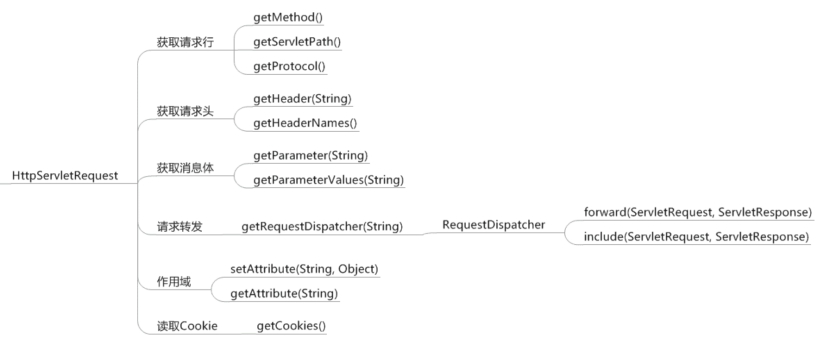 HttpServletRequest
获取请求行
getMethod()
getServletPath()
getProtocol()
获取请求头
getHeader(String)
getHeaderNames()
获取消息体
getParameter(String)
getParameterValues(String)
请求转发
getRequestDispatcher(String)
RequestDispatcher
forward(ServletRequest, ServletResponse)
include(ServletRequest, ServletResponse)
作用域
setAttribute(String, Object)
getAttribute(String)
读取Cookie
getCookies()